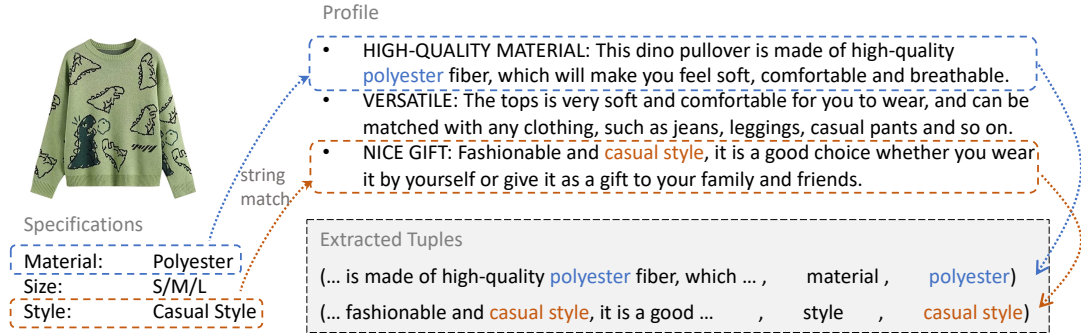 Profile
• HIGH-QUALITY MATERIAL: This dino pullover is made of high-quality
polyester fiber, which will make you feel soft, comfortable and breathable.
• VERSATILE: The tops is very soft and comfortable for you to wear, and can be
matched with any clothing, such as jeans, leggings, casual pants and so on.
• NICE GIFT: Fashionable and casual style, it is a good choice whether you wear
it by yourself or give it as a gift to your family and friends.
string
match
Specifications
Material: Polyester
Size: S/M/L
Style: Casual Style
Extracted Tuples
(... is made of high-quality polyester fiber, which ... , material , polyester)
(... fashionable and casual style, it is a good ... , style , casual style)